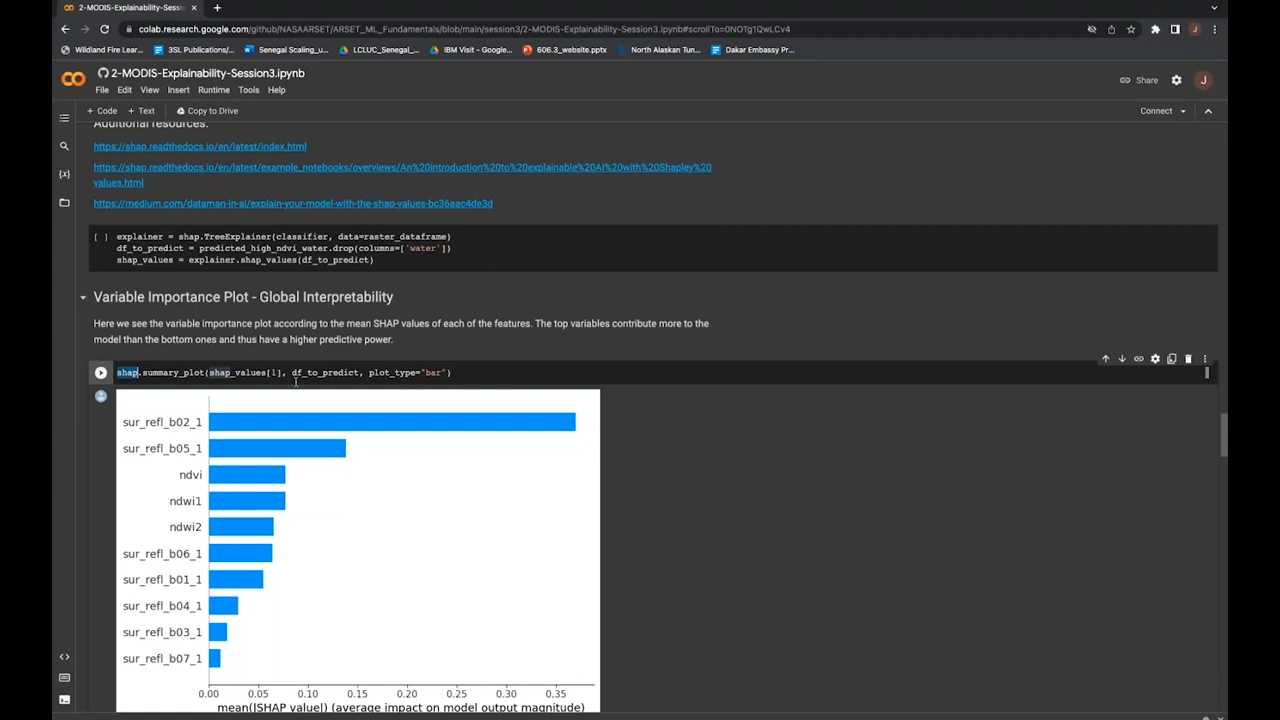 2-MODIS-Explainability-Sessi
colab.research.google.com/github/NASAARSET/ARSET_ML_Fundamentals/blob/main/session3/2-MODIS-Explainability-Session3.ipynb#scrollTo=0NOTg1QwLCv4
Wildland Fire Lear... 3SL Publications/... Senegal Scaling_u... LCLUC_Senegal_... IBM Visit - Google... 606.3_website.pptx North Alaskan Tun... Dakar Embassy Pr...
2-MODIS-Explainability-Session3.ipynb
Share J
File Edit View Insert Runtime Tools Help
+ Code + Text Copy to Drive Connect
Additional resources:
https://shap.readthedocs.io/en/latest/index.html
https://shap.readthedocs.io/en/latest/example_notebooks/overviews/An%20introduction%20to%20explainable%20AI%20with%20Shapley%20
values.html
https://medium.com/dataman-in-ai/explain-your-model-with-the-shap-values-bc36aac4de3d
[ ] explainer = shap.TreeExplainer(classifier, data=raster_dataframe)
df_to_predict = predicted_high_ndvi_water.drop(columns=['water'])
shap_values = explainer.shap_values(df_to_predict)
Variable Importance Plot - Global Interpretability
Here we see the variable importance plot according to the mean SHAP values of each of the features. The top variables contribute more to the
model than the bottom ones and thus have a higher predictive power.
shap.summary_plot(shap_values[1], df_to_predict, plot_type="bar")
sur_refl_b02_1
sur_refl_b05_1
ndvi
ndwi1
ndwi2
sur_refl_b06_1
sur_refl_b01_1
sur_refl_b04_1
sur_refl_b03_1
sur_refl_b07_1
0.00 0.05 0.10 0.15 0.20 0.25 0.30 0.35
mean(|SHAP value|) (average impact on model output magnitude)